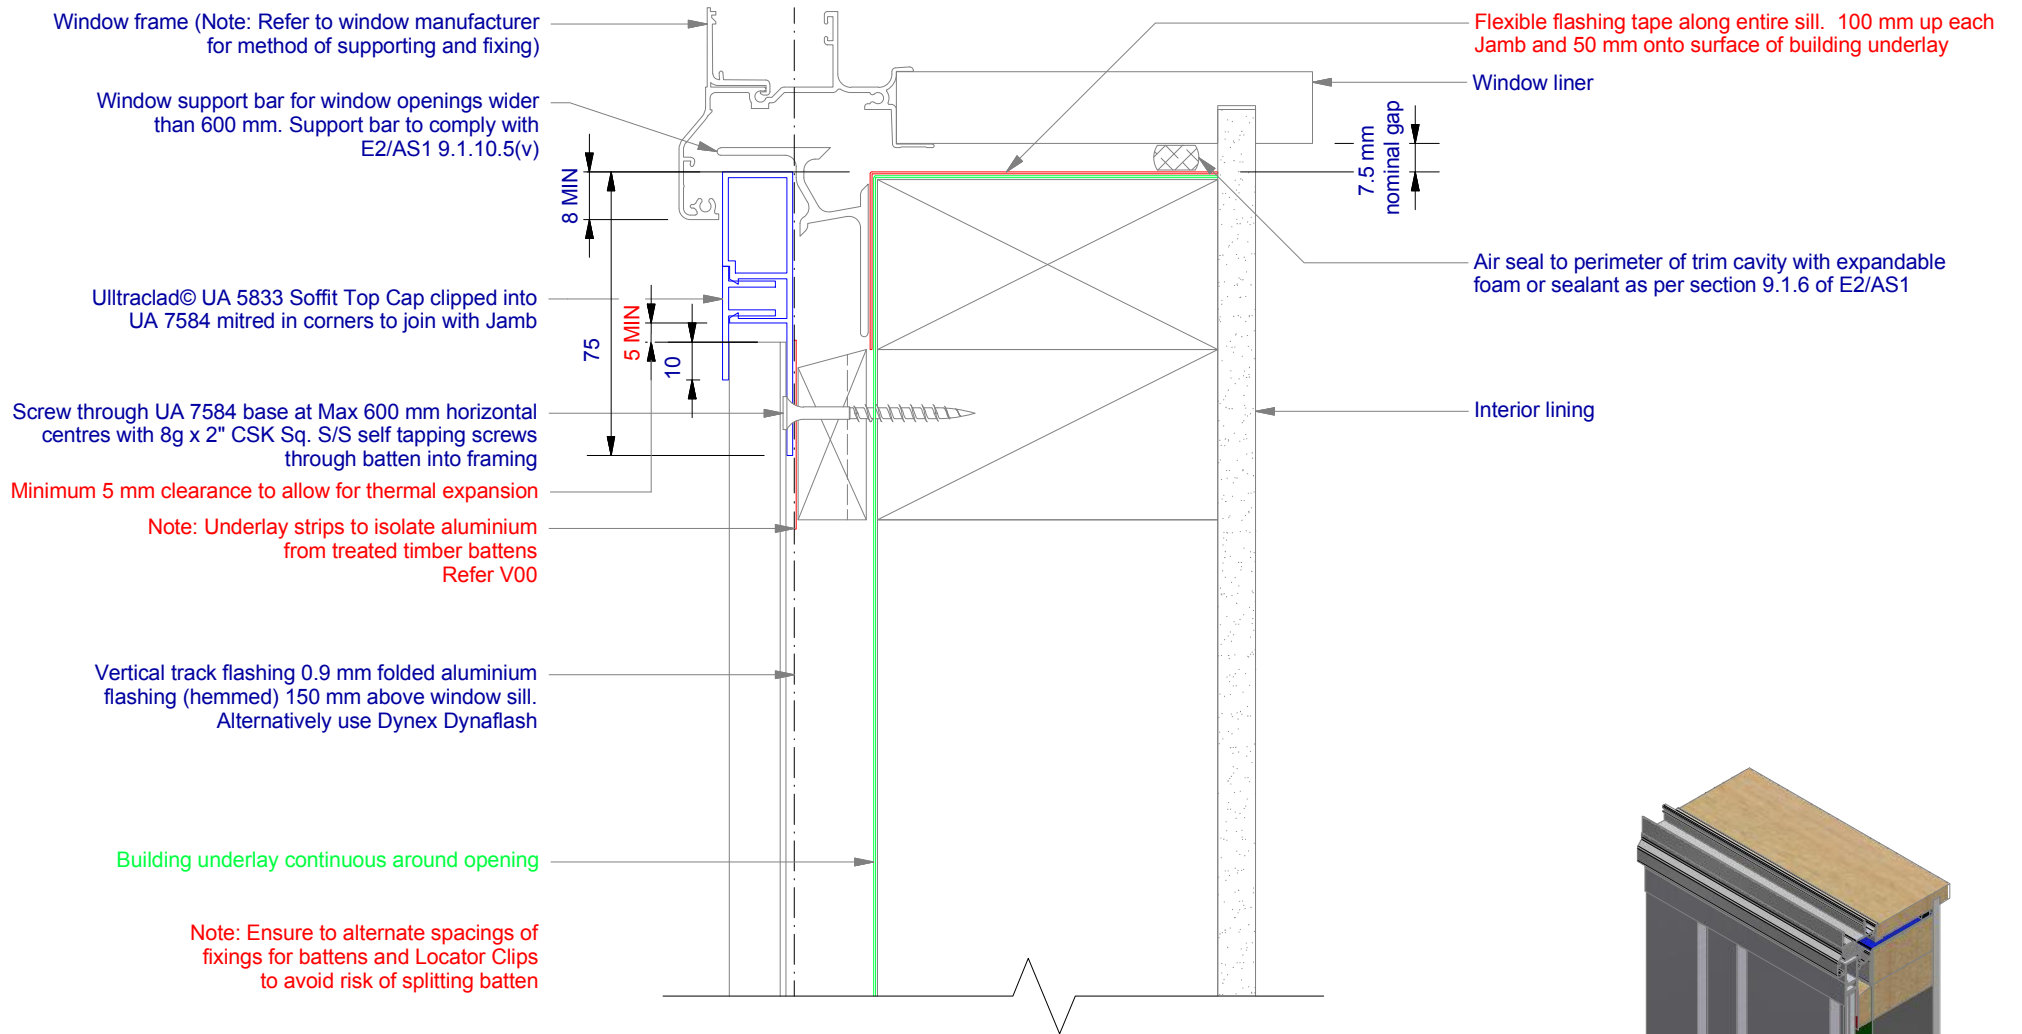 Window frame (Note: Refer to window manufacturer
for method of supporting and fixing)
Window support bar for window openings wider
than 600 mm. Support bar to comply with
E2/AS1 9.1.10.5(v)
8 MIN
Ulltraclad© UA 5833 Soffit Top Cap clipped into
UA 7584 mitred in corners to join with Jamb
75
5 MIN
10
Screw through UA 7584 base at Max 600 mm horizontal
centres with 8g x 2" CSK Sq. S/S self tapping screws
through batten into framing
Minimum 5 mm clearance to allow for thermal expansion
Note: Underlay strips to isolate aluminium
from treated timber battens
Refer V00
Vertical track flashing 0.9 mm folded aluminium
flashing (hemmed) 150 mm above window sill.
Alternatively use Dynex Dynaflash
Building underlay continuous around opening
Note: Ensure to alternate spacings of
fixings for battens and Locator Clips
to avoid risk of splitting batten
Flexible flashing tape along entire sill.  100 mm up each
Jamb and 50 mm onto surface of building underlay
Window liner
7.5 mm
nominal gap
Air seal to perimeter of trim cavity with expandable
foam or sealant as per section 9.1.6 of E2/AS1
Interior lining